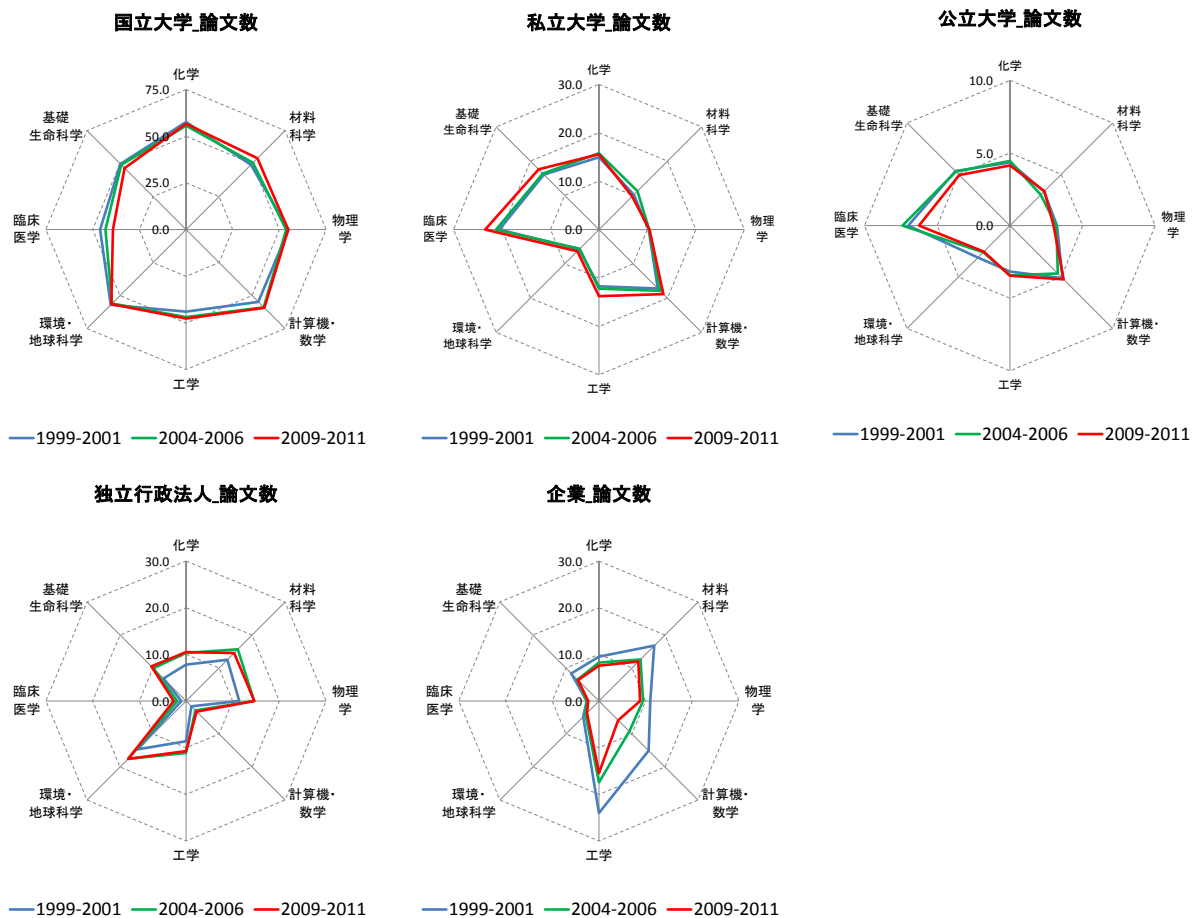 国立大学_論文数
化学
75.0
50.0
25.0
0.0
材料
科学
物理
学
計算機・
数学
工学
環境・
地球科学
臨床
医学
基礎
生命科学
1999-2001 2004-2006 2009-2011
私立大学_論文数
化学
30.0
20.0
10.0
0.0
材料
科学
物理
学
計算機・
数学
工学
環境・
地球科学
臨床
医学
基礎
生命科学
1999-2001 2004-2006 2009-2011
公立大学_論文数
化学
10.0
5.0
0.0
材料
科学
物理
学
計算機・
数学
工学
環境・
地球科学
臨床
医学
基礎
生命科学
1999-2001 2004-2006 2009-2011
独立行政法人_論文数
化学
30.0
20.0
10.0
0.0
材料
科学
物理
学
計算機・
数学
工学
環境・
地球科学
臨床
医学
基礎
生命科学
1999-2001 2004-2006 2009-2011
企業_論文数
化学
30.0
20.0
10.0
0.0
材料
科学
物理
学
計算機・
数学
工学
環境・
地球科学
臨床
医学
基礎
生命科学
1999-2001 2004-2006 2009-2011